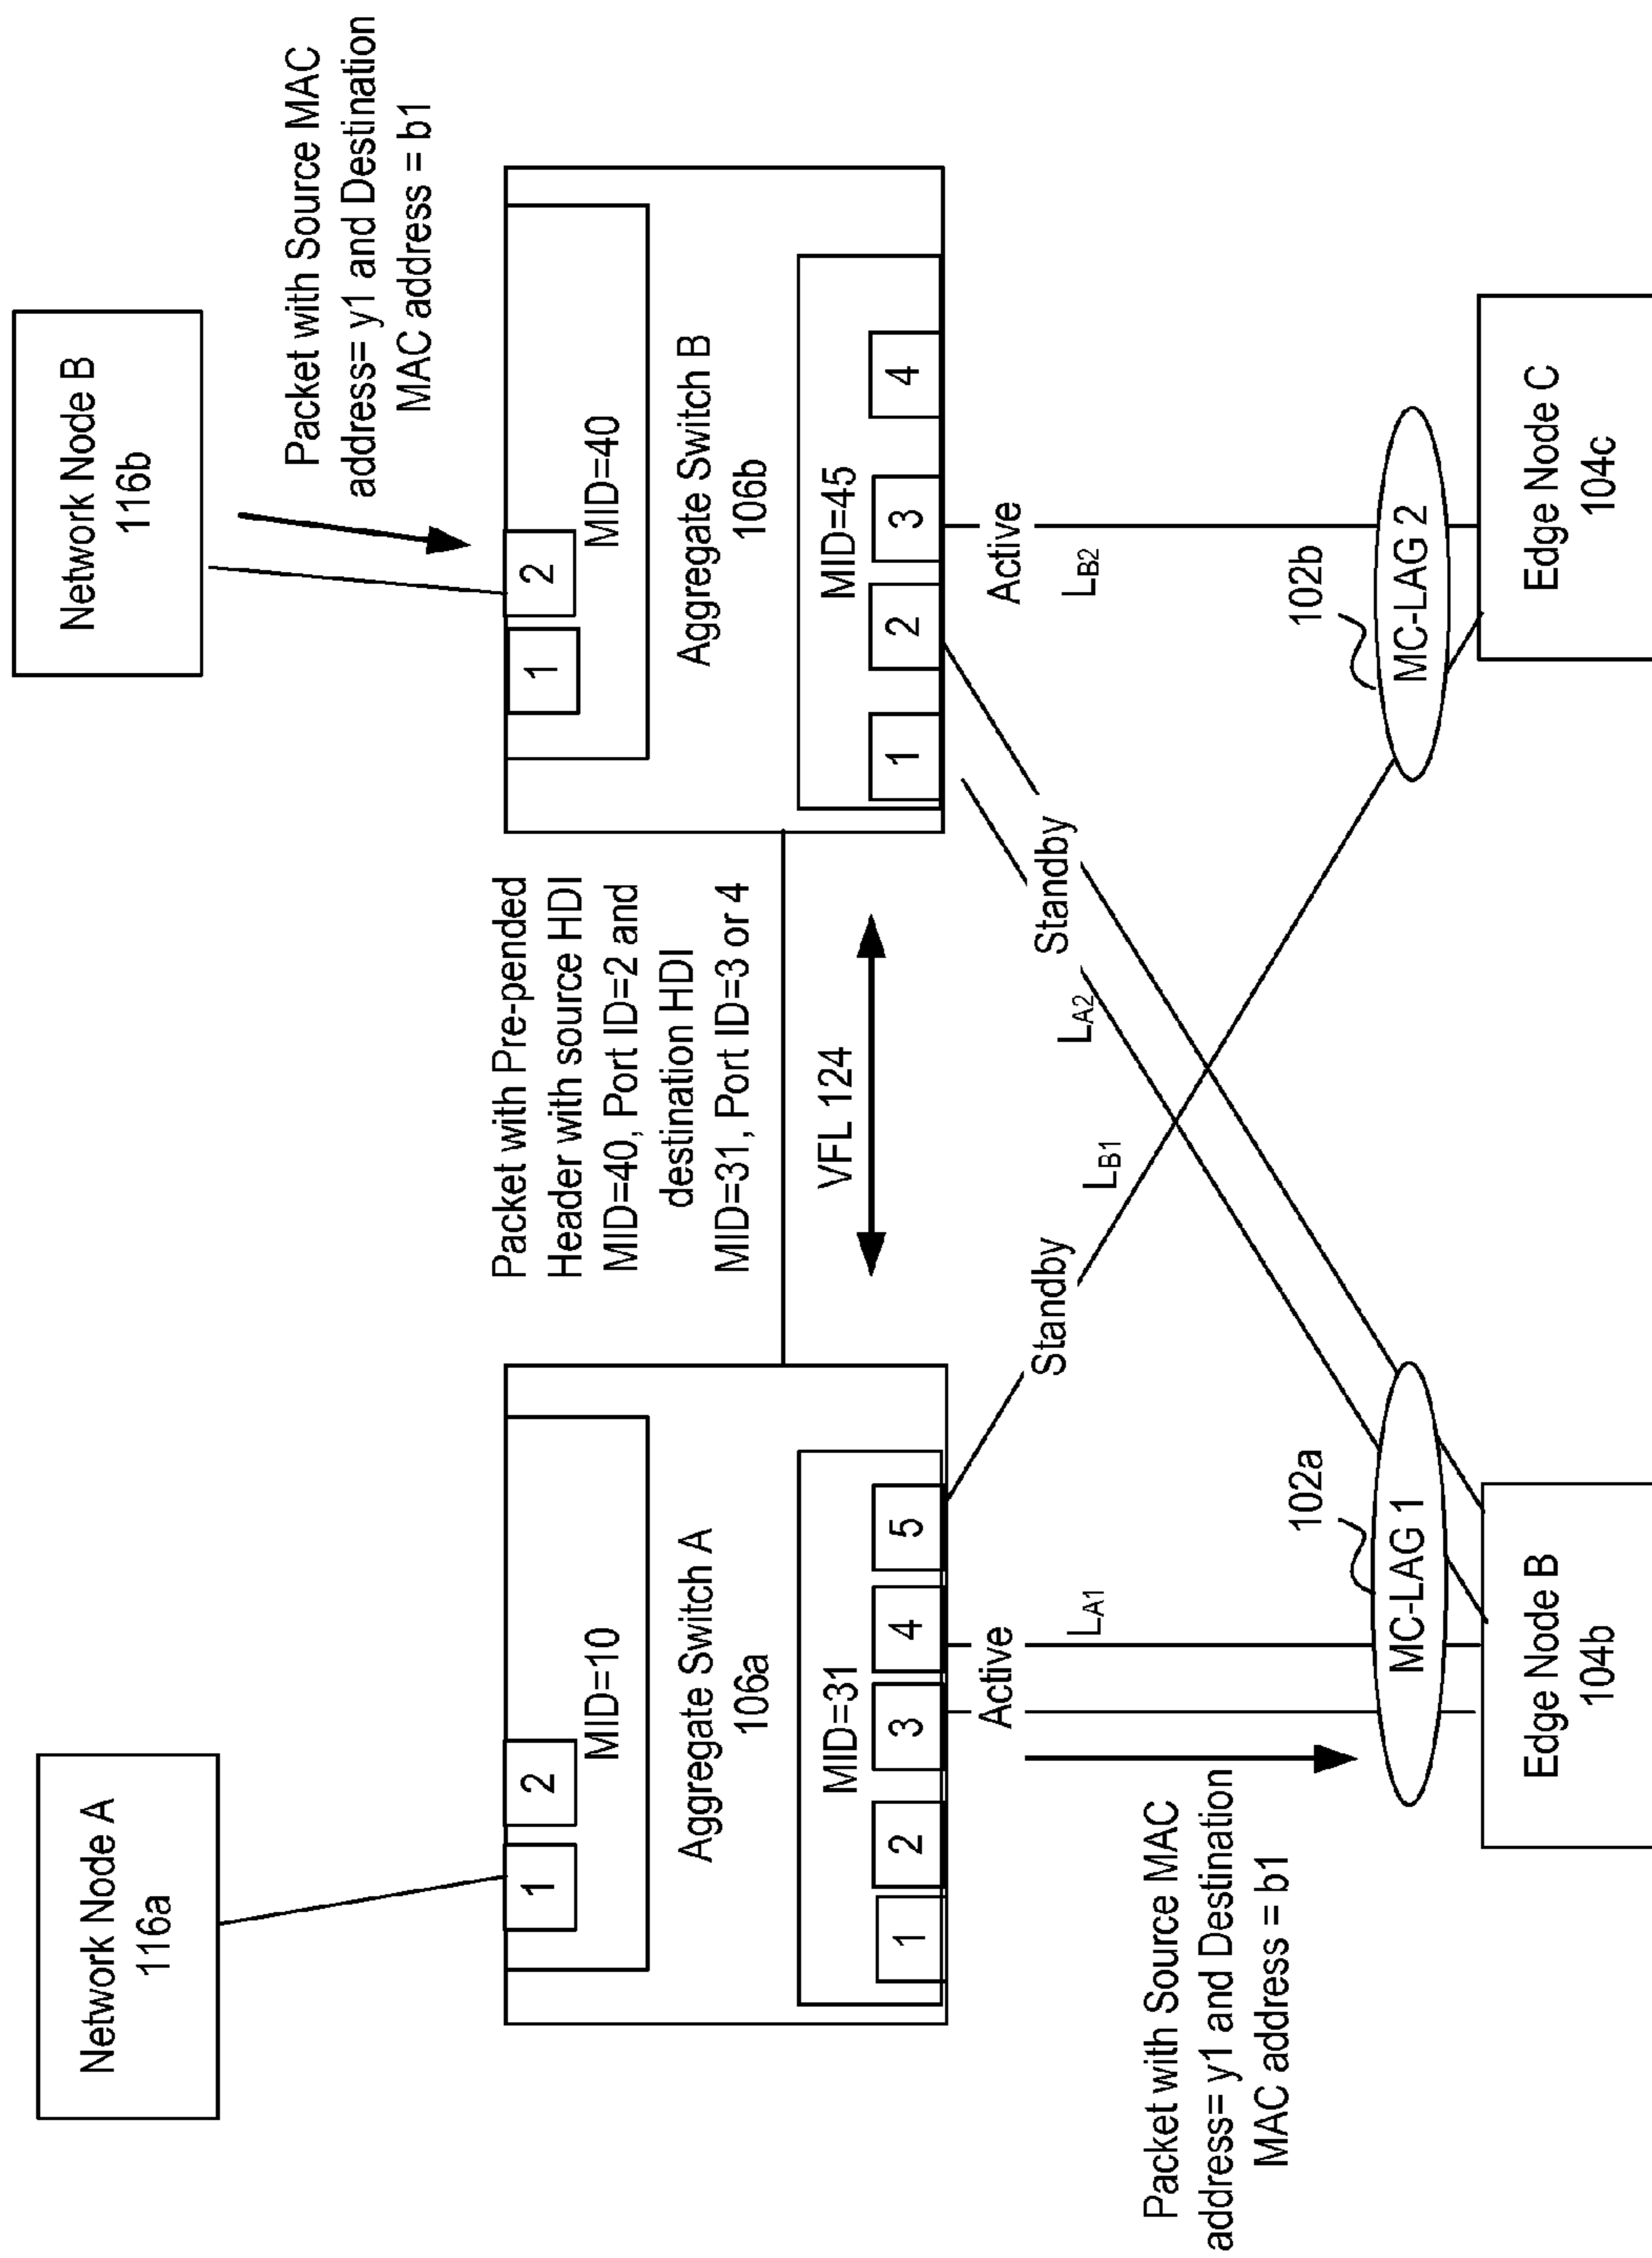 Network Node A
116a
Network Node B
116b
Packet with Source MAC
address= y1 and Destination
MAC address = b1
1
2
MID=10
Aggregate Switch A
106a
MID=31
1
2
3
4
5
Packet with Pre-pended
Header with source HDI
MID=40, Port ID=2 and
destination HDI
MID=31, Port ID=3 or 4
VFL 124
1
2
MID=40
Aggregate Switch B
106b
MID=45
1
2
3
4
Packet with Source MAC
address= y1 and Destination
MAC address = b1
Active
LA1
Standby
LB1
Standby
LA2
Active
LB2
102a
MC-LAG 1
102b
MC-LAG 2
Edge Node B
104b
Edge Node C
104c